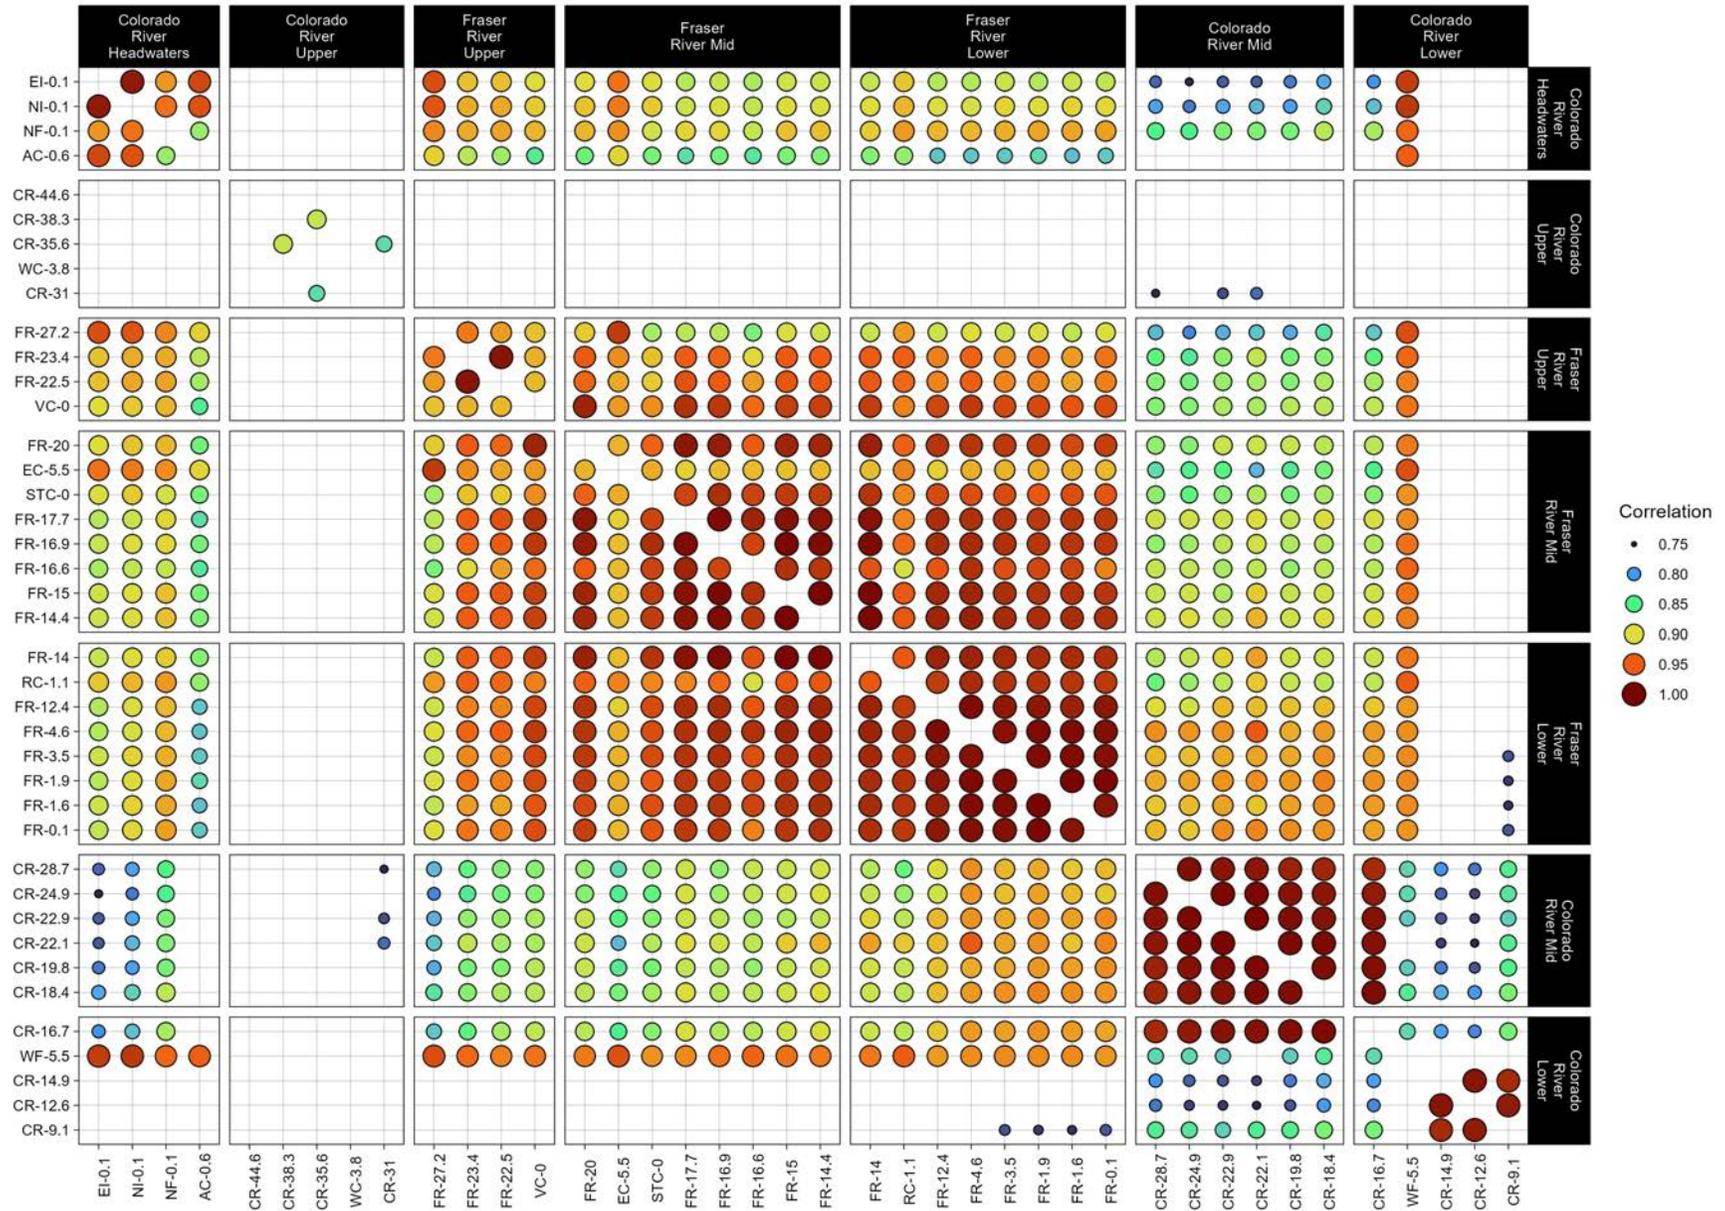 Colorado
River
Headwaters
Colorado
River
Upper
Fraser
River
Upper
Fraser
River Mid
Fraser
River
Lower
Colorado
River Mid
Colorado
River
Lower
EI-0.1
NI-0.1
NF-0.1
AC-0.6
Colorado
River
Headwaters
CR-44.6
CR-38.3
CR-35.6
WC-3.8
CR-31
Colorado
River
Upper
FR-27.2
FR-23.4
FR-22.5
VC-0
Fraser
River
Upper
FR-20
EC-5.5
STC-0
FR-17.7
FR-16.9
FR-16.6
FR-15
FR-14.4
Fraser
River Mid
FR-14
RC-1.1
FR-12.4
FR-4.6
FR-3.5
FR-1.9
FR-1.6
FR-0.1
Fraser
River
Lower
CR-28.7
CR-24.9
CR-22.9
CR-22.1
CR-19.8
CR-18.4
Colorado
River Mid
CR-16.7
WF-5.5
CR-14.9
CR-12.6
CR-9.1
Colorado
River
Lower
EI-0.1
NI-0.1
NF-0.1
AC-0.6
CR-44.6
CR-38.3
CR-35.6
WC-3.8
CR-31
FR-27.2
FR-23.4
FR-22.5
VC-0
FR-20
EC-5.5
STC-0
FR-17.7
FR-16.9
FR-16.6
FR-15
FR-14.4
FR-14
RC-1.1
FR-12.4
FR-4.6
FR-3.5
FR-1.9
FR-1.6
FR-0.1
CR-28.7
CR-24.9
CR-22.9
CR-22.1
CR-19.8
CR-18.4
CR-16.7
WF-5.5
CR-14.9
CR-12.6
CR-9.1
Correlation
0.75
0.80
0.85
0.90
0.95
1.00